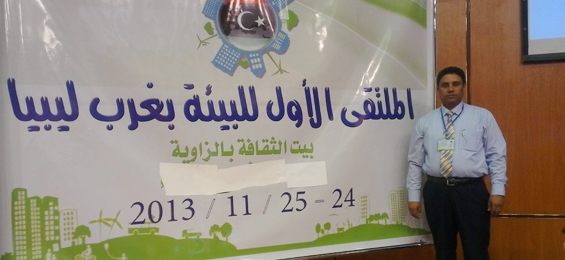 الملتقى الأول للبيئة بغرب ليبيا
بيت الثقافة بالزاوية
2013 / 11 / 25 - 24